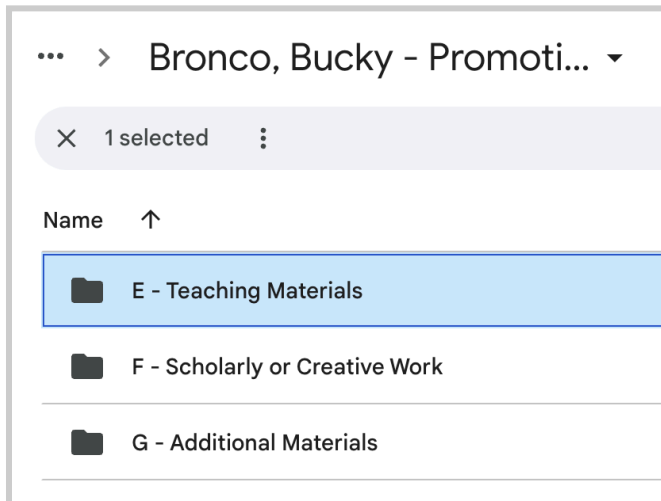 Bronco, Bucky - Promoti...
1 selected
Name
E - Teaching Materials
F - Scholarly or Creative Work
G - Additional Materials